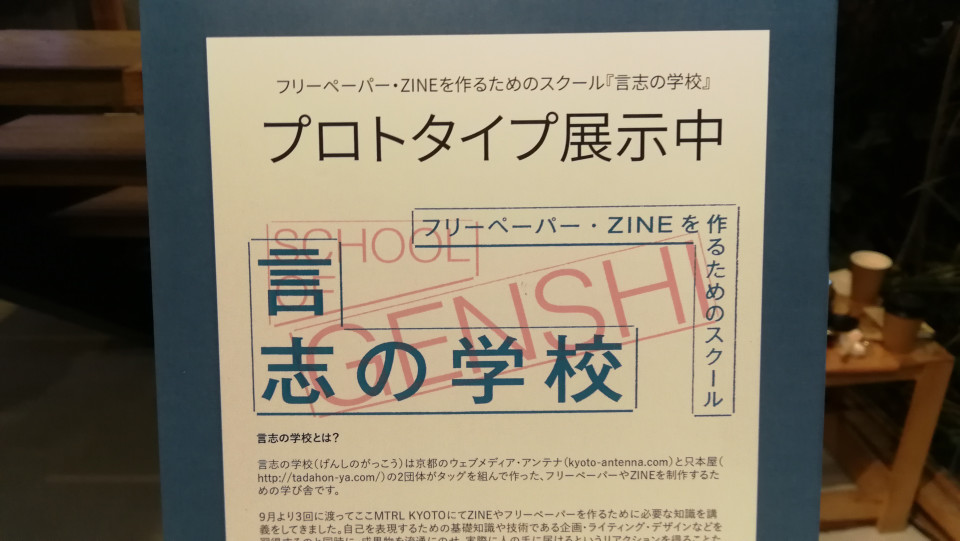 フリーペーパー・ZINEを作るためのスクール『言志の学校』
プロトタイプ展示中
フリーペーパー・ZINEを
作るためのスクール
SCHOOL
OF
GENSHI
言
志の学校
言志の学校とは?
言志の学校(げんしのがっこう)は京都のウェブメディア・アンテナ(kyoto-antenna.com)と只本屋(
http://tadahon-ya.com/)の2団体がタッグを組んで作った、フリーペーパーやZINEを制作するた
めの学び舎です。
9月より3回に渡ってここMTRL KYOTOにてZINEやフリーペーパーを作るために必要な知識を講
義をしてきました。自己を表現するための基礎知識や技術である企画・ライティング・デザインなどを